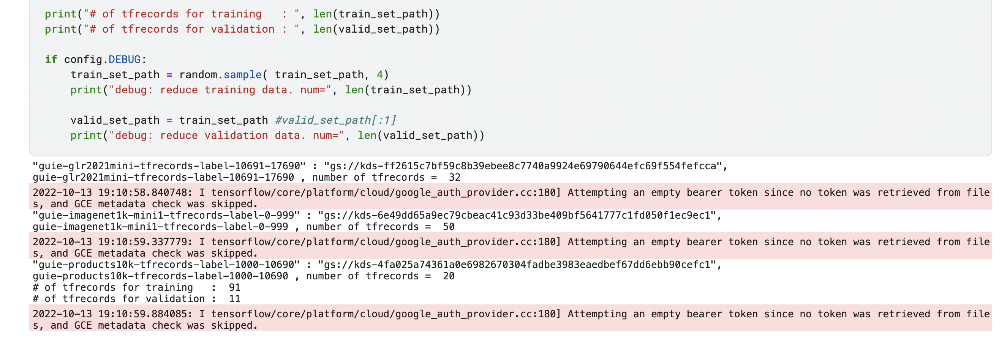 print("# of tfrecords for training   : ", len(train_set_path))
print("# of tfrecords for validation : ", len(valid_set_path))
if config.DEBUG:
    train_set_path = random.sample( train_set_path, 4)
    print("debug: reduce training data. num=", len(train_set_path))
    valid_set_path = train_set_path #valid_set_path[:1]
    print("debug: reduce validation data. num=", len(valid_set_path))
"guie-glr2021mini-tfrecords-label-10691-17690" : "gs://kds-ff2615c7bf59c8b39ebee8c7740a9924e69790644efc69f554fefcca",
guie-glr2021mini-tfrecords-label-10691-17690 , number of tfrecords =  32
2022-10-13 19:10:58.840748: I tensorflow/core/platform/cloud/google_auth_provider.cc:180] Attempting an empty bearer token since no token was retrieved from file
s, and GCE metadata check was skipped.
"guie-imagenet1k-mini1-tfrecords-label-0-999" : "gs://kds-6e49dd65a9ec79cbeac41c93d33be409bf5641777c1fd050f1ec9ec1",
guie-imagenet1k-mini1-tfrecords-label-0-999 , number of tfrecords =  50
2022-10-13 19:10:59.337779: I tensorflow/core/platform/cloud/google_auth_provider.cc:180] Attempting an empty bearer token since no token was retrieved from file
s, and GCE metadata check was skipped.
"guie-products10k-tfrecords-label-1000-10690" : "gs://kds-4fa025a74361a0e6982670304fadbe3983eaedbef67dd6ebb90cefc1",
guie-products10k-tfrecords-label-1000-10690 , number of tfrecords =  20
# of tfrecords for training   :  91
# of tfrecords for validation :  11
2022-10-13 19:10:59.884085: I tensorflow/core/platform/cloud/google_auth_provider.cc:180] Attempting an empty bearer token since no token was retrieved from file
s, and GCE metadata check was skipped.